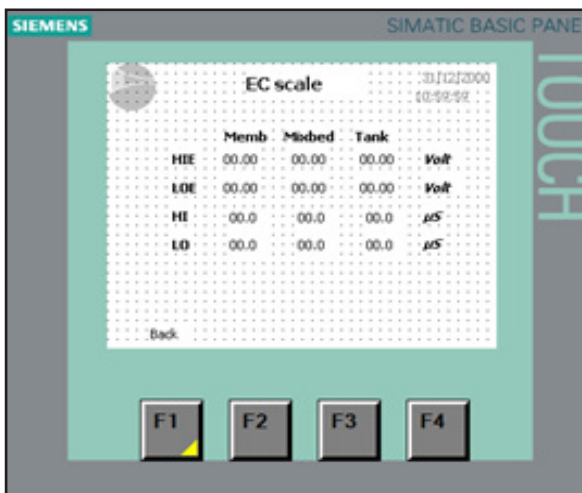 SIEMENS SIMATIC BASIC PANE
TOUCH
EC scale 31/12/2000
10:59:59
Memb Mixbed Tank
HIE 00.00 00.00 00.00 Volt
LOE 00.00 00.00 00.00 Volt
HI 00.0 00.0 00.0 µS
LO 00.0 00.0 00.0 µS
Back
F1 F2 F3 F4